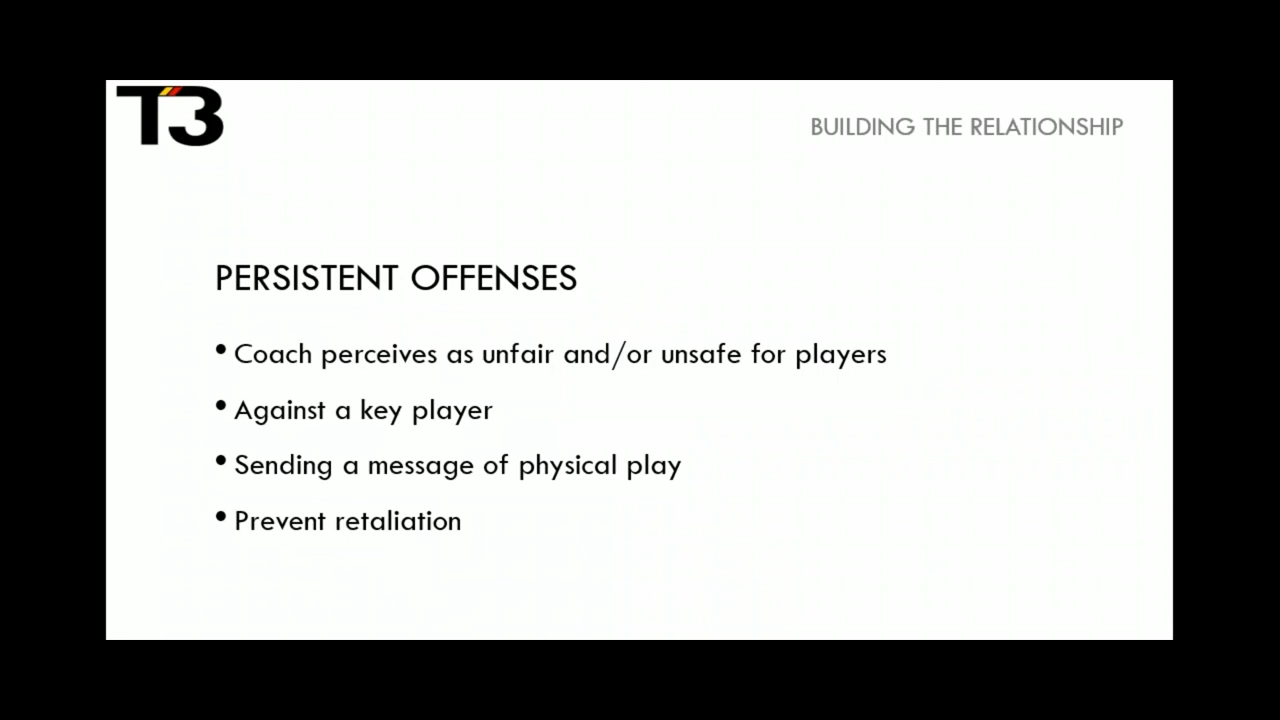 T3
BUILDING THE RELATIONSHIP
PERSISTENT OFFENSES
• Coach perceives as unfair and/or unsafe for players
• Against a key player
• Sending a message of physical play
• Prevent retaliation